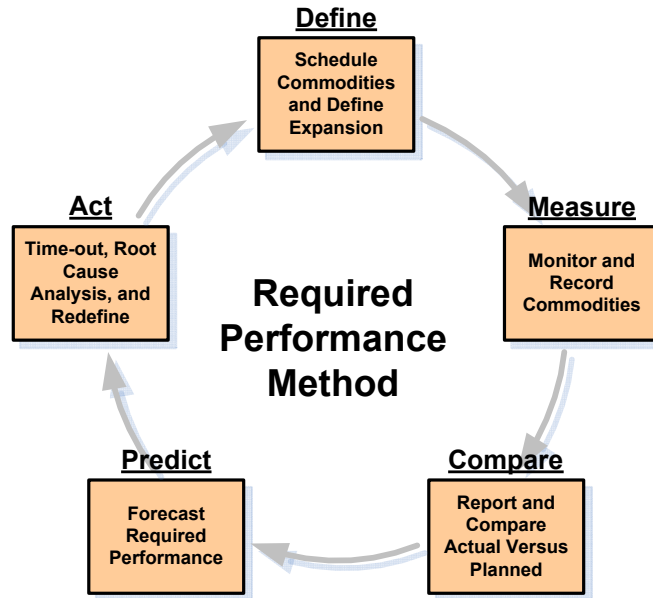 Define
Schedule
Commodities
and Define
Expansion
Measure
Monitor and
Record
Commodities
Compare
Report and
Compare
Actual Versus
Planned
Predict
Forecast
Required
Performance
Act
Time-out, Root
Cause
Analysis, and
Redefine
Required
Performance
Method